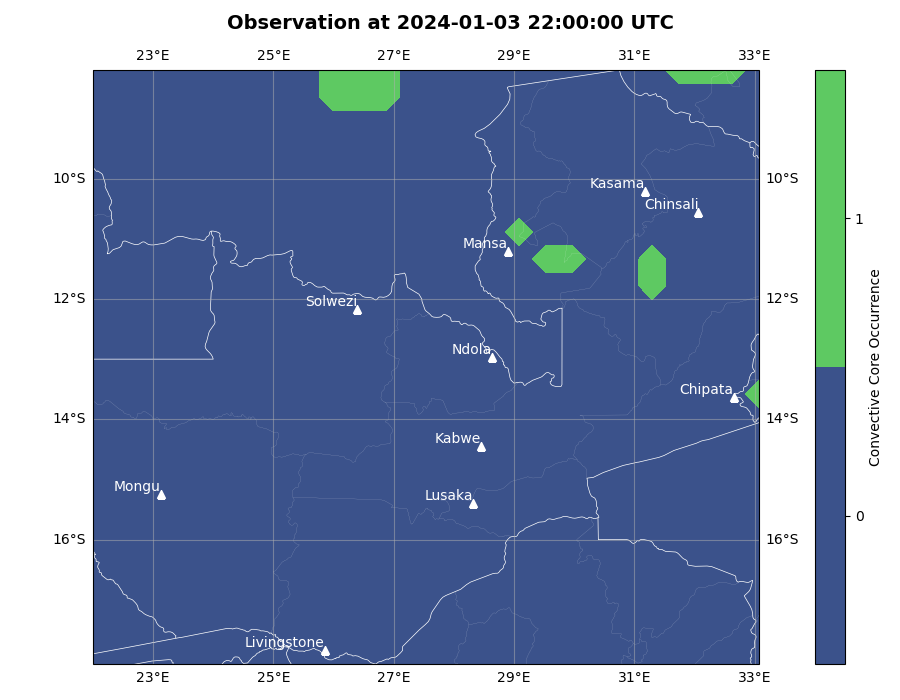 Observation at 2024-01-03 22:00:00 UTC
23°E 25°E 27°E 29°E 31°E 33°E
10°S 10°S
Kasama
Chinsali
Mansa
1
12°S 12°S
Solwezi
Ndola
Convective Core Occurrence
Chipata
14°S 14°S
Kabwe
Mongu
Lusaka
0
16°S 16°S
Livingstone
23°E 25°E 27°E 29°E 31°E 33°E